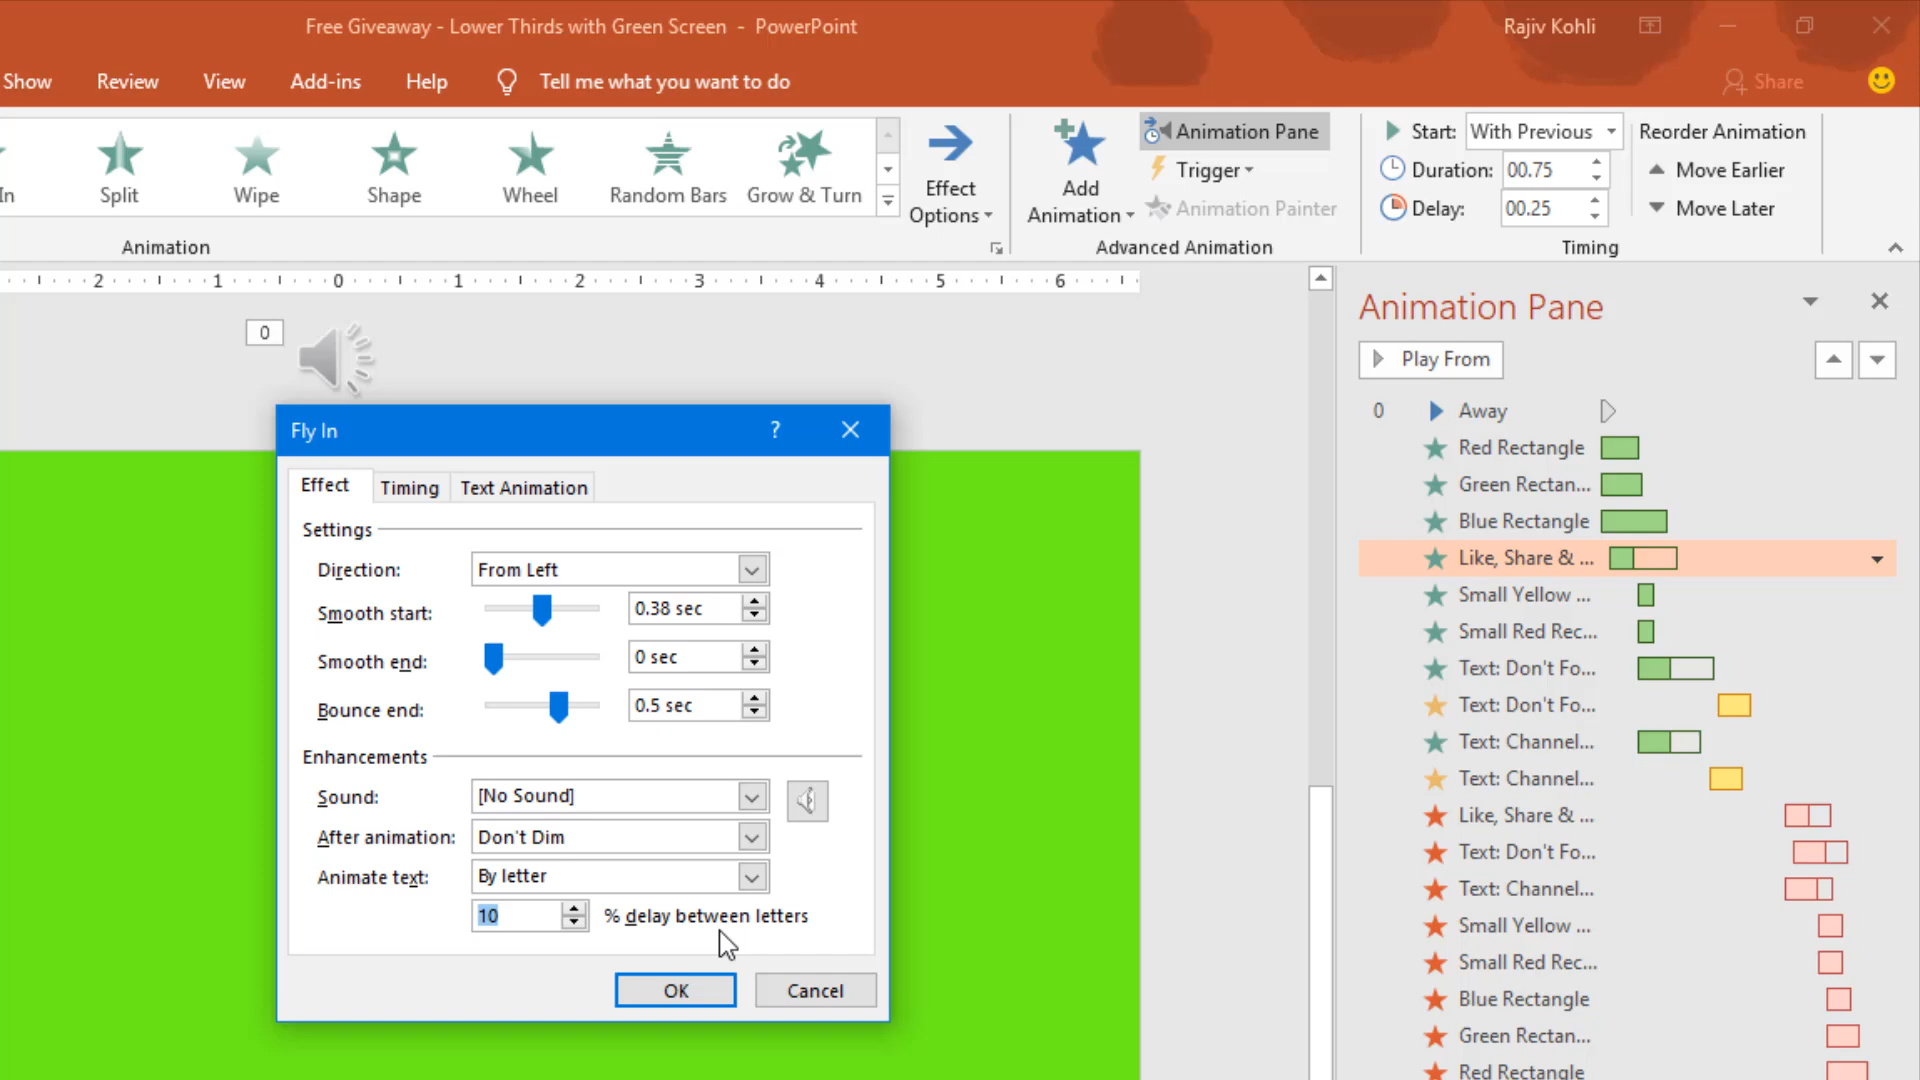 Free Giveaway - Lower Thirds with Green Screen - PowerPoint
Rajiv Kohli
Show Review View Add-ins Help Tell me what you want to do
Share
In Split Wipe Shape Wheel Random Bars Grow & Turn
Effect Options
Animation
Add Animation
Animation Pane
Trigger
Animation Painter
Advanced Animation
Start: With Previous
Duration: 00.75
Delay: 00.25
Reorder Animation
Move Earlier
Move Later
Timing
2 1 0 1 2 3 4 5 6
0
Fly In ?
Effect Timing Text Animation
Settings
Direction: From Left
Smooth start: 0.38 sec
Smooth end: 0 sec
Bounce end: 0.5 sec
Enhancements
Sound: [No Sound]
After animation: Don't Dim
Animate text: By letter
10 % delay between letters
OK Cancel
Animation Pane
Play From
0 Away
Red Rectangle
Green Rectan...
Blue Rectangle
Like, Share & ...
Small Yellow ...
Small Red Rec...
Text: Don't Fo...
Text: Don't Fo...
Text: Channel...
Text: Channel...
Like, Share & ...
Text: Don't Fo...
Text: Channel...
Small Yellow ...
Small Red Rec...
Blue Rectangle
Green Rectan...
Red Rectangle